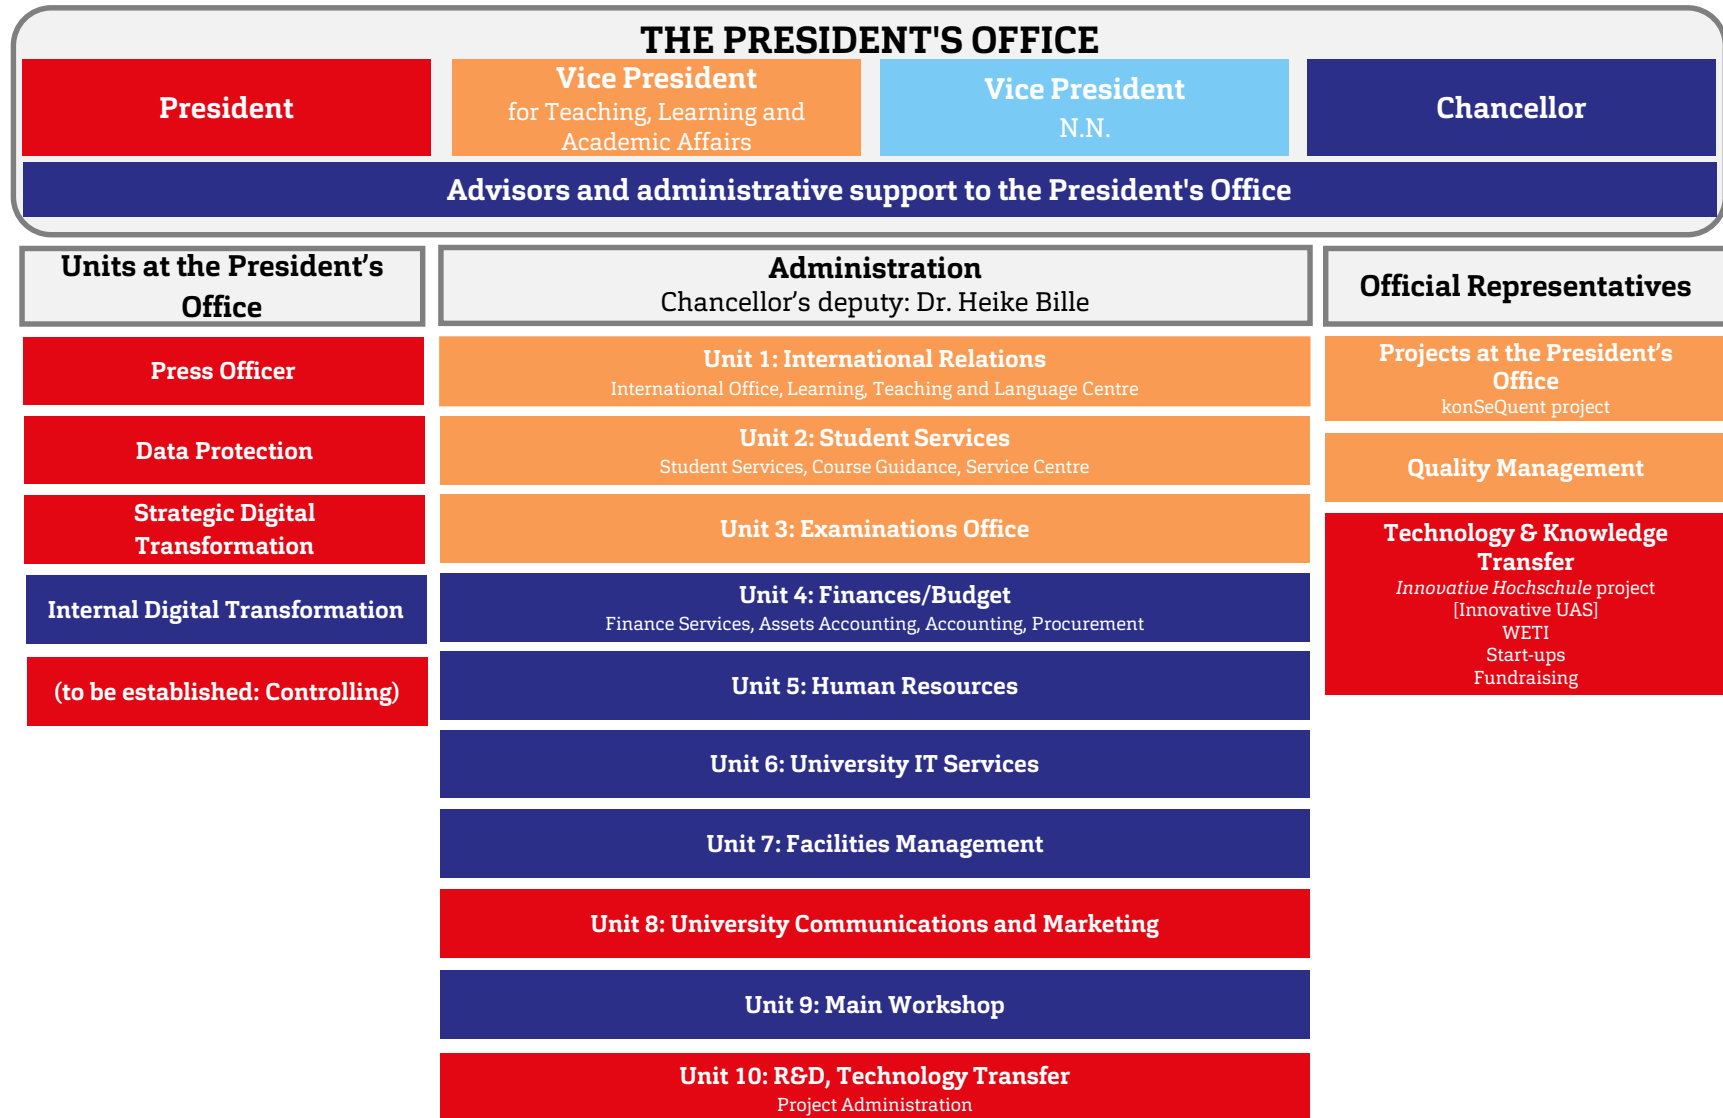 THE PRESIDENT'S OFFICE
President
Vice President
for Teaching, Learning and
Academic Affairs
Vice President
N.N.
Chancellor
Advisors and administrative support to the President's Office
Units at the President’s
Office
Press Officer
Data Protection
Strategic Digital
Transformation
Internal Digital Transformation
(to be established: Controlling)
Administration
Chancellor’s deputy: Dr. Heike Bille
Unit 1: International Relations
International Office, Learning, Teaching and Language Centre
Unit 2: Student Services
Student Services, Course Guidance, Service Centre
Unit 3: Examinations Office
Unit 4: Finances/Budget
Finance Services, Assets Accounting, Accounting, Procurement
Unit 5: Human Resources
Unit 6: University IT Services
Unit 7: Facilities Management
Unit 8: University Communications and Marketing
Unit 9: Main Workshop
Unit 10: R&D, Technology Transfer
Project Administration
Official Representatives
Projects at the President’s
Office
konSeQuent project
Quality Management
Technology & Knowledge
Transfer
Innovative Hochschule project
[Innovative UAS]
WETI
Start-ups
Fundraising